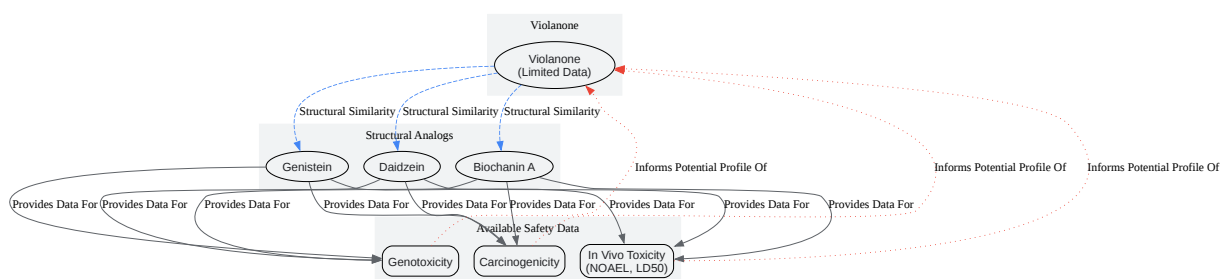 Violanone
Violanone
(Limited Data)
Structural Similarity
Structural Similarity
Structural Similarity
Structural Analogs
Genistein
Daidzein
Biochanin A
Informs Potential Profile Of
Informs Potential Profile Of
Informs Potential Profile Of
Provides Data For
Provides Data For
Provides Data For
Provides Data For
Provides Data For
Provides Data For
Provides Data For
Provides Data For
Available Safety Data
Genotoxicity
Carcinogenicity
In Vivo Toxicity
(NOAEL, LD50)